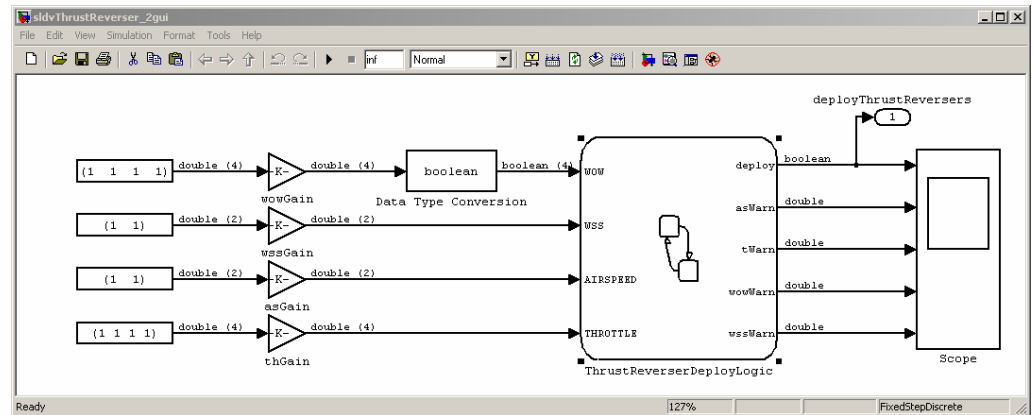 sldvThrustReverser_2gui
File Edit View Simulation Format Tools Help
inf Normal
deployThrustReversers
1
(1 1 1 1) double (4) -K- double (4) boolean boolean (4) WOW deploy boolean
wowGain Data Type Conversion
asWarn double
(1 1) double (2) -K- double (2) WSS
wssGain
tWarn double
(1 1) double (2) -K- double (2) AIRSPEED
asGain
wowWarn double
(1 1 1 1) double (4) -K- double (4) THROTTLE wssWarn double
thGain
Scope
ThrustReverserDeployLogic
Ready 127% FixedStepDiscrete